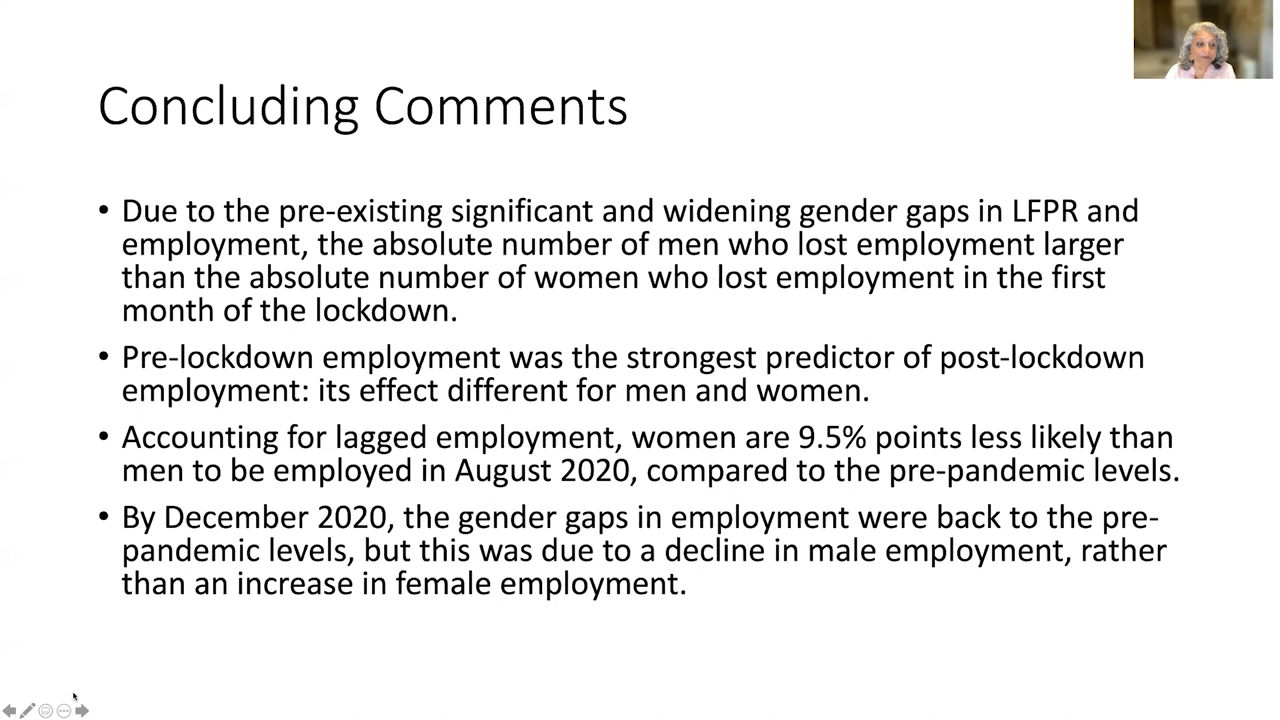 Concluding Comments
• Due to the pre-existing significant and widening gender gaps in LFPR and
employment, the absolute number of men who lost employment larger
than the absolute number of women who lost employment in the first
month of the lockdown.
• Pre-lockdown employment was the strongest predictor of post-lockdown
employment: its effect different for men and women.
• Accounting for lagged employment, women are 9.5% points less likely than
men to be employed in August 2020, compared to the pre-pandemic levels.
• By December 2020, the gender gaps in employment were back to the pre-
pandemic levels, but this was due to a decline in male employment, rather
than an increase in female employment.